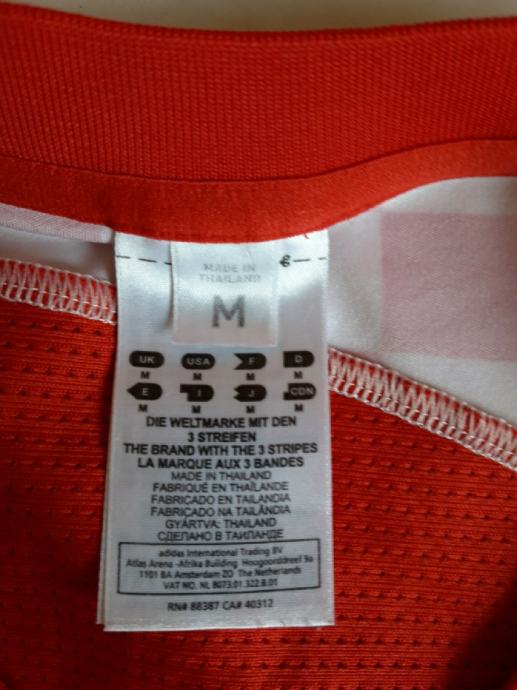 MADE IN
THAILAND
M
UK USA F D
M M M M
E I J CDN
M M M M
DIE WELTMARKE MIT DEN
3 STREIFEN
THE BRAND WITH THE 3 STRIPES
LA MARQUE AUX 3 BANDES
MADE IN THAILAND
FABRIQUÉ EN THAÏLANDE
FABRICADO EN TAILANDIA
FABRICADO NA TAILÂNDIA
GYÁRTVA: THAILAND
СДЕЛАНО В ТАИЛАНДЕ
adidas International Trading BV
Atlas Arena -Afrika Building Hoogoorddreef 9a
1101 BA Amsterdam ZO The Netherlands
VAT NO. NL 8073.01.322.B.01
RN# 88387 CA# 40312